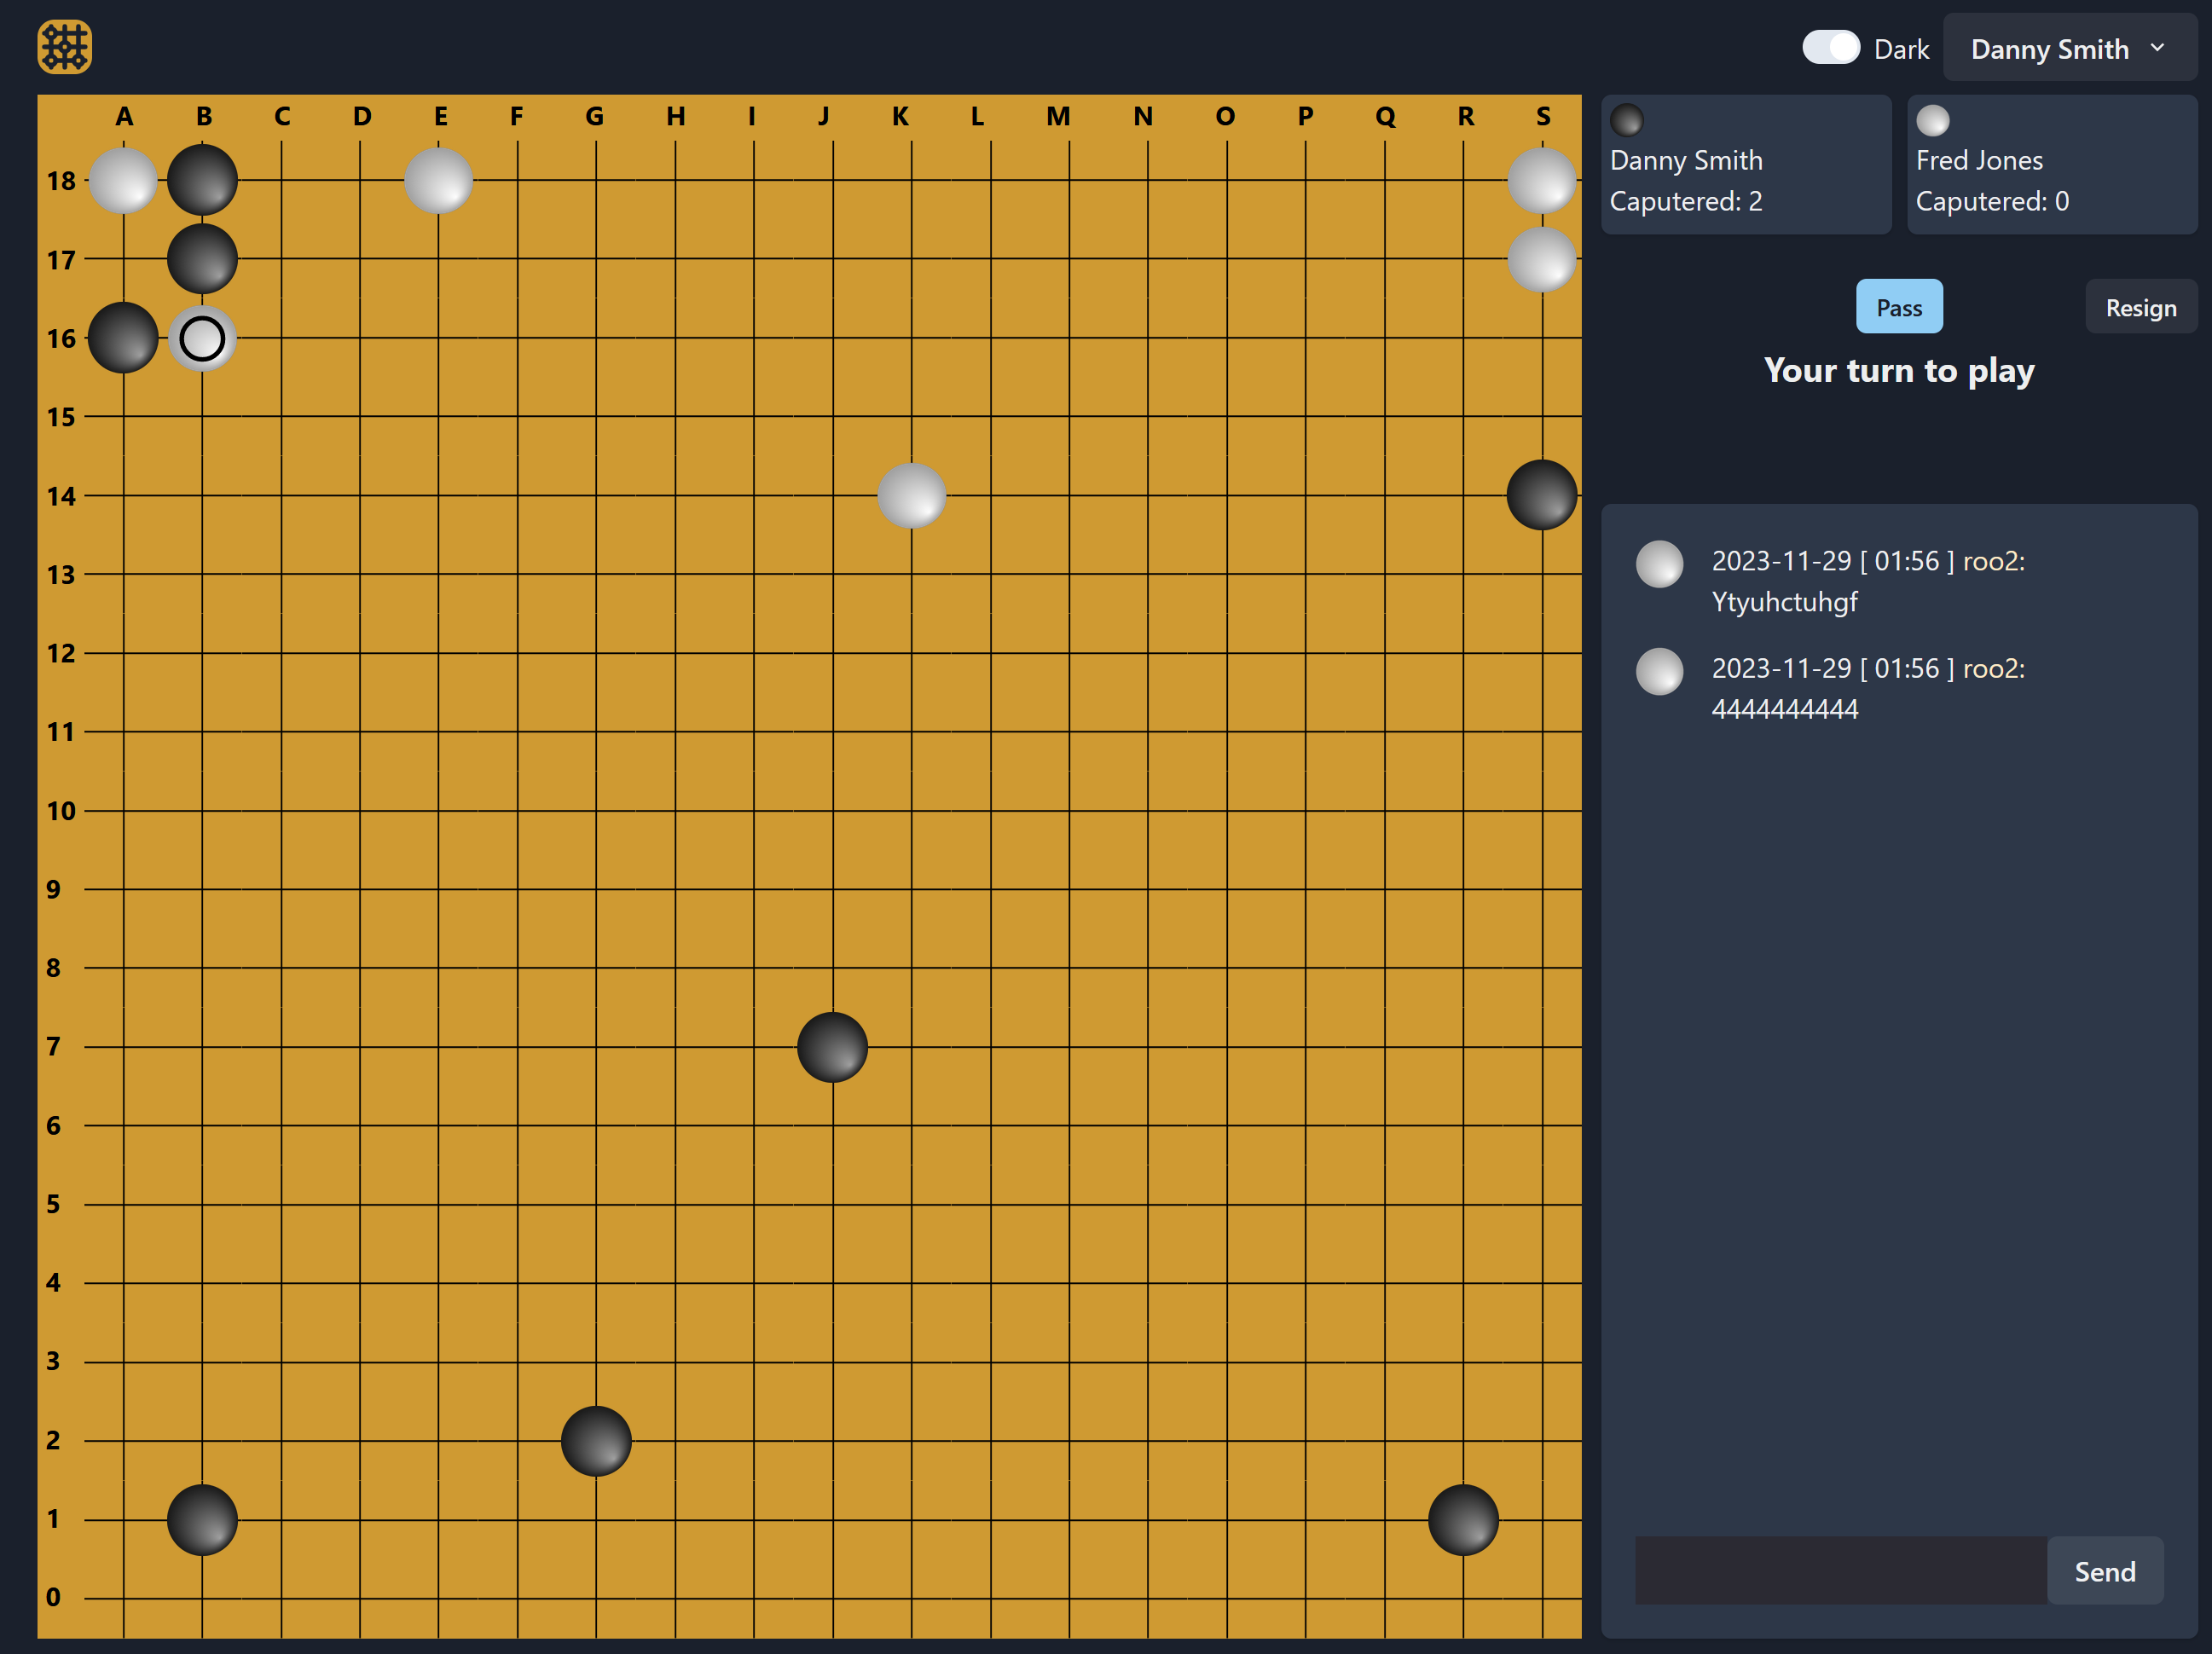 Dark Danny Smith
A B C D E F G H I J K L M N O P Q R S
Danny Smith
Caputered: 2
Fred Jones
Caputered: 0
18
17
16
15
14
13
12
11
10
9
8
7
6
5
4
3
2
1
0
Pass Resign
Your turn to play
2023-11-29 [ 01:56 ] roo2:
Ytyuhctuhgf
2023-11-29 [ 01:56 ] roo2:
4444444444
Send